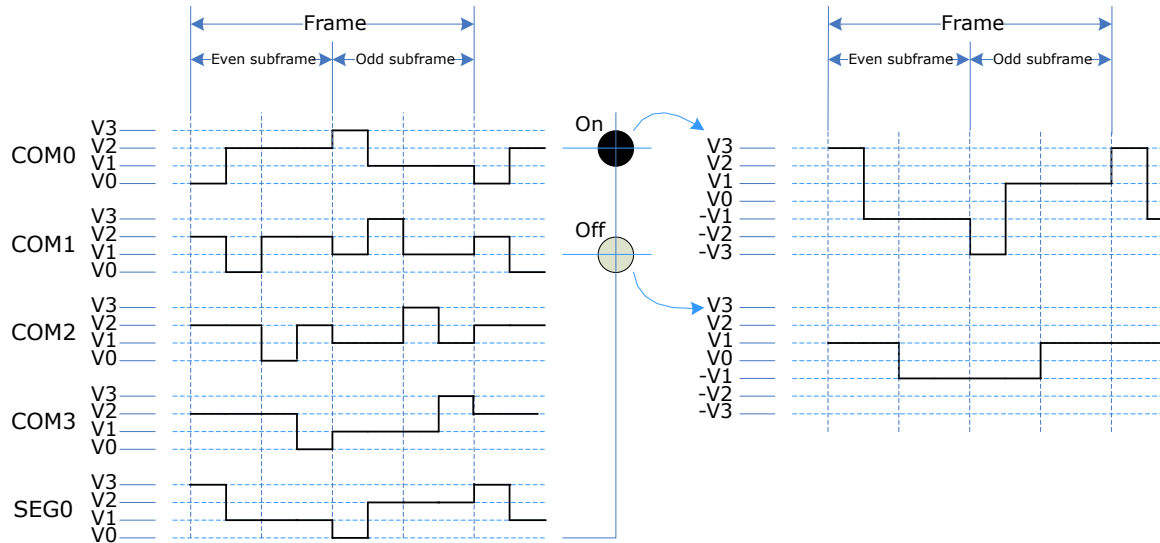 Frame
Even subframe
Odd subframe
COM0
V3
V2
V1
V0
COM1
V3
V2
V1
V0
COM2
V3
V2
V1
V0
COM3
V3
V2
V1
V0
SEG0
V3
V2
V1
V0
On
Off
Frame
Even subframe
Odd subframe
V3
V2
V1
V0
-V1
-V2
-V3
V3
V2
V1
V0
-V1
-V2
-V3